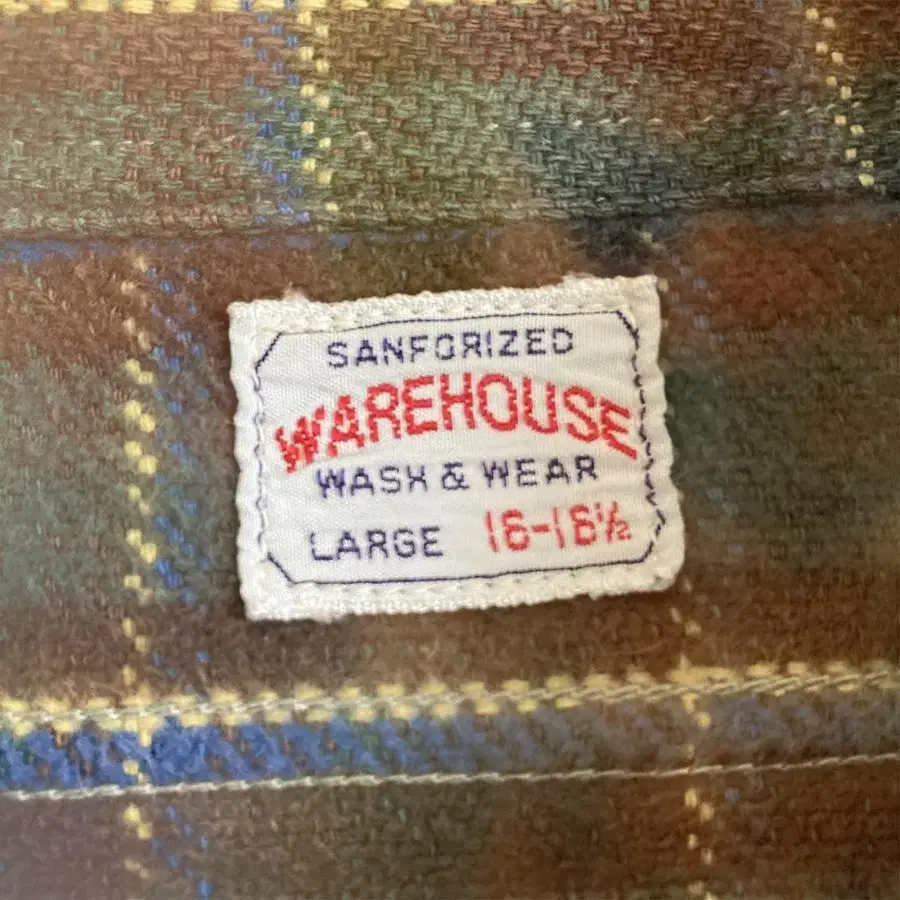 SANFORIZED
WAREHOUSE
WASH & WEAR
LARGE 16-16½